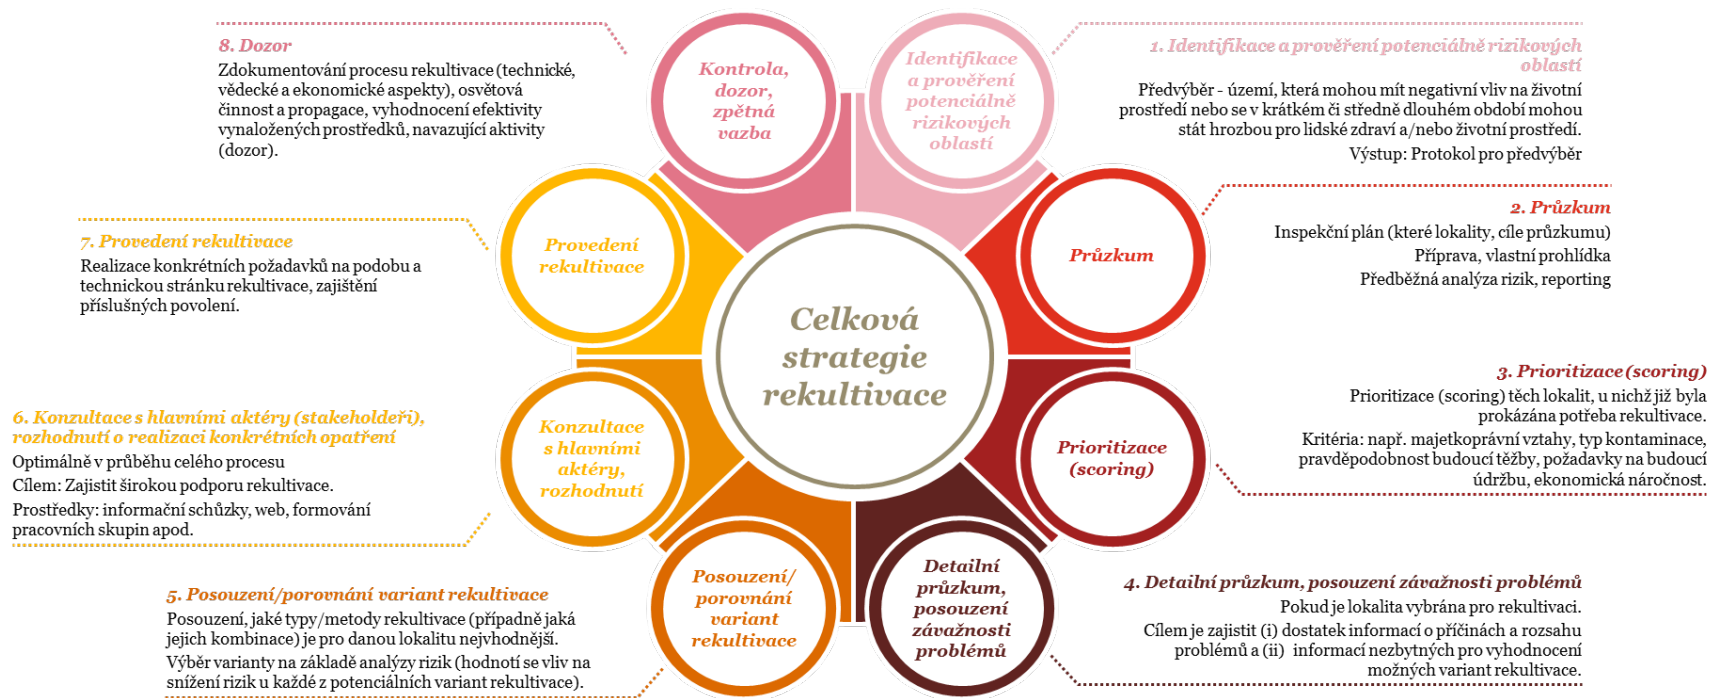 8. Dozor
Zdokumentování procesu rekultivace (technické,
vědecké a ekonomické aspekty), osvětová
činnost a propagace, vyhodnocení efektivity
vynaložených prostředků, navazující aktivity
(dozor).
Kontrola,
dozor,
zpětná
vazba
Identifikace
a prověření
potenciálně
rizikových
oblastí
1. Identifikace a prověření potenciálně rizikových
oblastí
Předvýběr - území, která mohou mít negativní vliv na životní
prostředí nebo se v krátkém či středně dlouhém období mohou
stát hrozbou pro lidské zdraví a/nebo životní prostředí.
Výstup: Protokol pro předvýběr
7. Provedení rekultivace
Realizace konkrétních požadavků na podobu a
technickou stránku rekultivace, zajištění
příslušných povolení.
Provedení
rekultivace
Průzkum
2. Průzkum
Inspekční plán (které lokality, cíle průzkumu)
Příprava, vlastní prohlídka
Předběžná analýza rizik, reporting
Celková
strategie
rekultivace
6. Konzultace s hlavními aktéry (stakeholdeři),
rozhodnutí o realizaci konkrétních opatření
Optimálně v průběhu celého procesu
Cílem: Zajistit širokou podporu rekultivace.
Prostředky: informační schůzky, web, formování
pracovních skupin apod.
Konzultace
s hlavními
aktéry,
rozhodnutí
Prioritizace
(scoring)
3. Prioritizace (scoring)
Prioritizace (scoring) těch lokalit, u nichž již byla
prokázána potřeba rekultivace.
Kritéria: např. majetkoprávní vztahy, typ kontaminace,
pravděpodobnost budoucí těžby, požadavky na budoucí
údržbu, ekonomická náročnost.
5. Posouzení/porovnání variant rekultivace
Posouzení, jaké typy/metody rekultivace (případně jaká
jejich kombinace) je pro danou lokalitu nejvhodnější.
Výběr varianty na základě analýzy rizik (hodnotí se vliv na
snížení rizik u každé z potenciálních variant rekultivace).
Posouzení/
porovnání
variant
rekultivace
Detailní
průzkum,
posouzení
závažnosti
problémů
4. Detailní průzkum, posouzení závažnosti problémů
Pokud je lokalita vybrána pro rekultivaci.
Cílem je zajistit (i) dostatek informací o příčinách a rozsahu
problémů a (ii) informací nezbytných pro vyhodnocení
možných variant rekultivace.